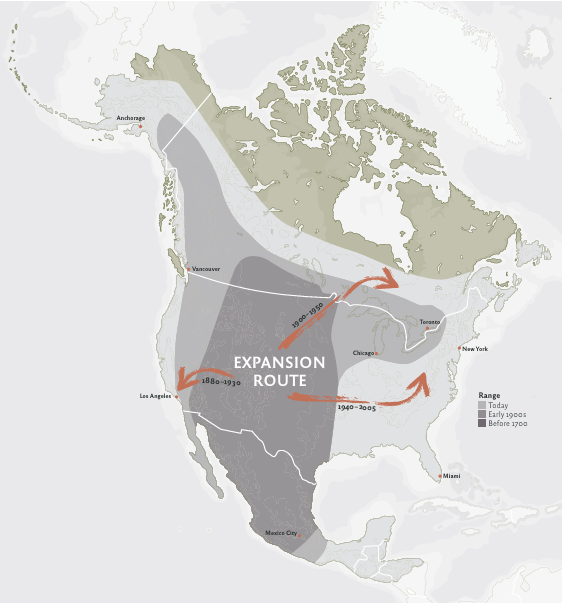 Anchorage
Vancouver
1900–1950
Toronto
New York
Chicago
EXPANSION
ROUTE
1880–1930
Los Angeles
1940–2005
Range
Today
Early 1900s
Before 1700
Miami
Mexico City